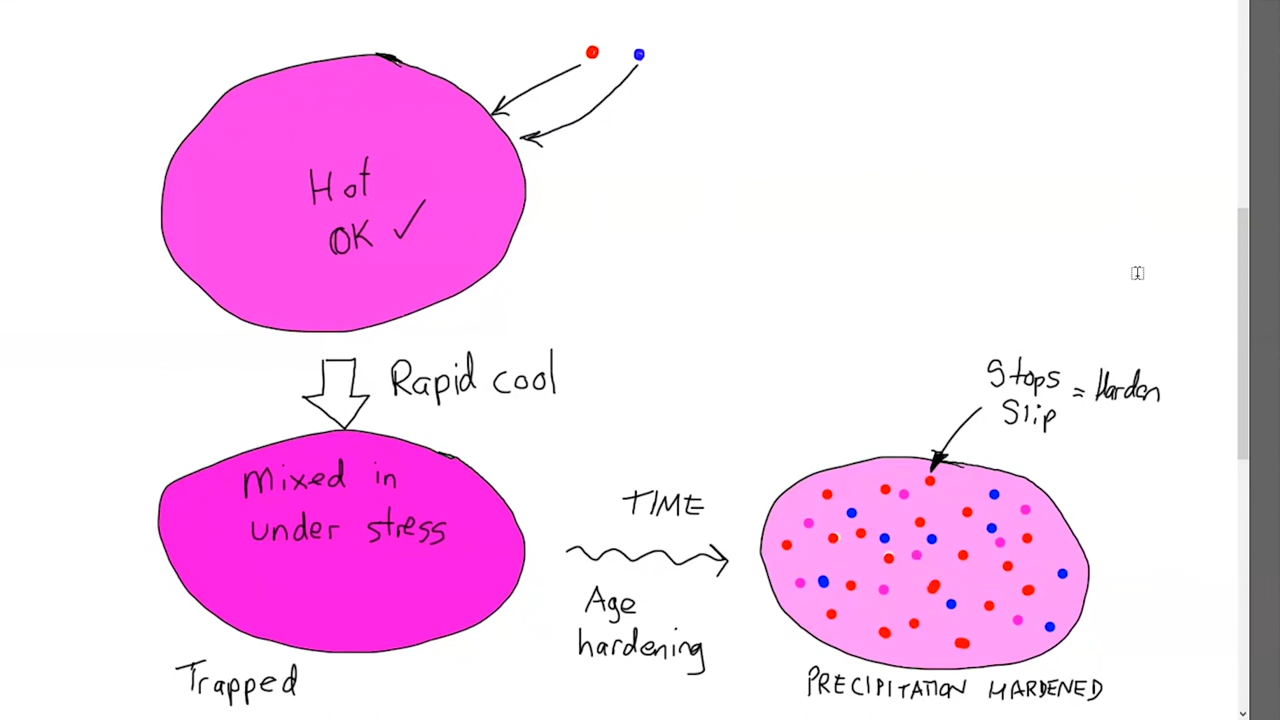 Hot
OK ✓
Rapid cool
Mixed in
under stress
Trapped
TIME
Age
hardening
Stops
Slip
= Harden
PRECIPITATION HARDENED